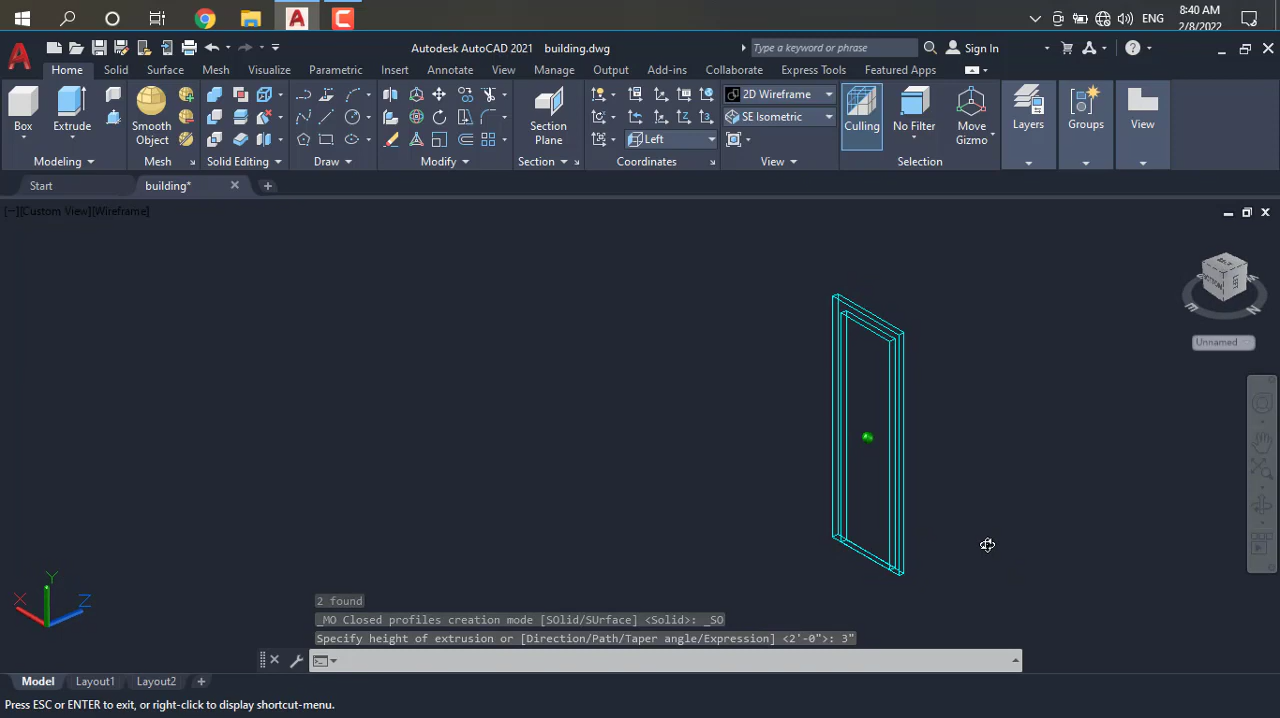 8:40 AM
ENG
2/8/2022
Autodesk AutoCAD 2021 building.dwg
Type a keyword or phrase
Sign In
Home Solid Surface Mesh Visualize Parametric Insert Annotate View Manage Output Add-ins Collaborate Express Tools Featured Apps
Box
Extrude
Smooth
Object
Section
Plane
Left
2D Wireframe
SE Isometric
Culling
No Filter
Move
Gizmo
Layers
Groups
View
Modeling Mesh Solid Editing Draw Modify Section Coordinates View Selection
Start
building*
[−][Custom View][Wireframe]
LEFT
BOTTOM
E
N
Unnamed
Y
X
Z
2 found
_MO Closed profiles creation mode [SOlid/SUrface] <Solid>: _SO
Specify height of extrusion or [Direction/Path/Taper angle/Expression] <2'-0">: 3"
Model Layout1 Layout2
Press ESC or ENTER to exit, or right-click to display shortcut-menu.